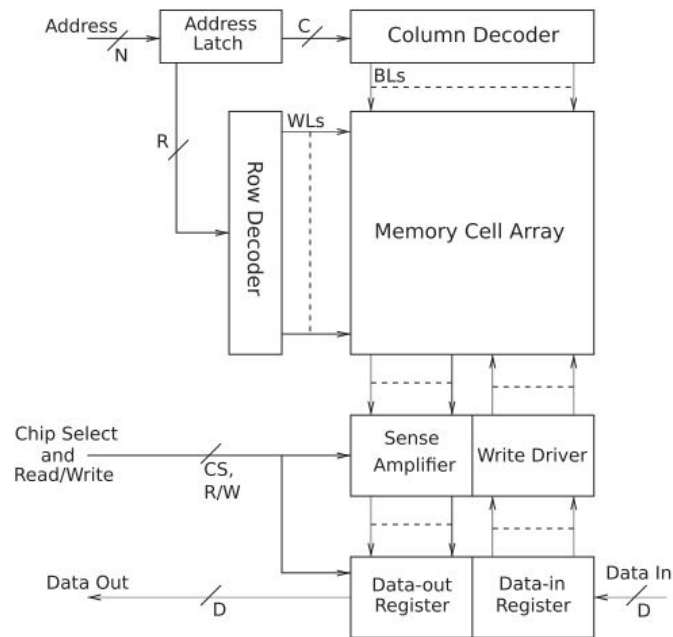 Address
N
Address
Latch
C
Column Decoder
BLs
R
WLs
Row Decoder
Memory Cell Array
Chip Select
and
Read/Write
CS,
R/W
Sense
Amplifier
Write Driver
Data Out
D
Data-out
Register
Data-in
Register
Data In
D